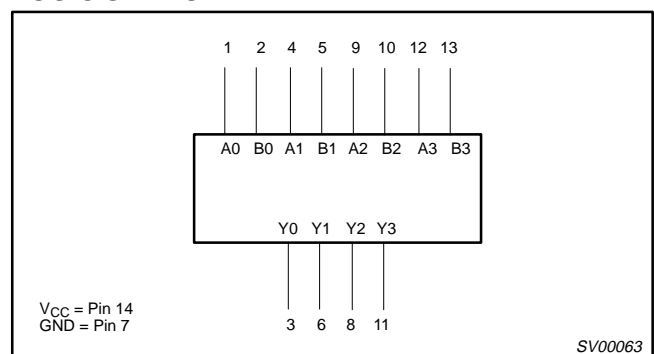 1 2 4 5 9 10 12 13
A0 B0 A1 B1 A2 B2 A3 B3
Y0 Y1 Y2 Y3
VCC = Pin 14
GND = Pin 7
3 6 8 11
SV00063